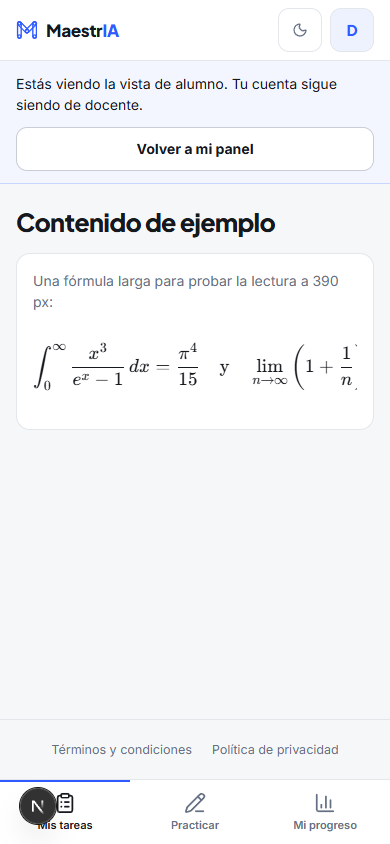 MaestrIA
D
Estás viendo la vista de alumno. Tu cuenta sigue
siendo de docente.
Volver a mi panel
Contenido de ejemplo
Una fórmula larga para probar la lectura a 390
px:
∫₀^∞ x³/(eˣ − 1) dx = π⁴/15 y lim n→∞ (1 + 1/n
Términos y condiciones Política de privacidad
N
Mis tareas Practicar Mi progreso